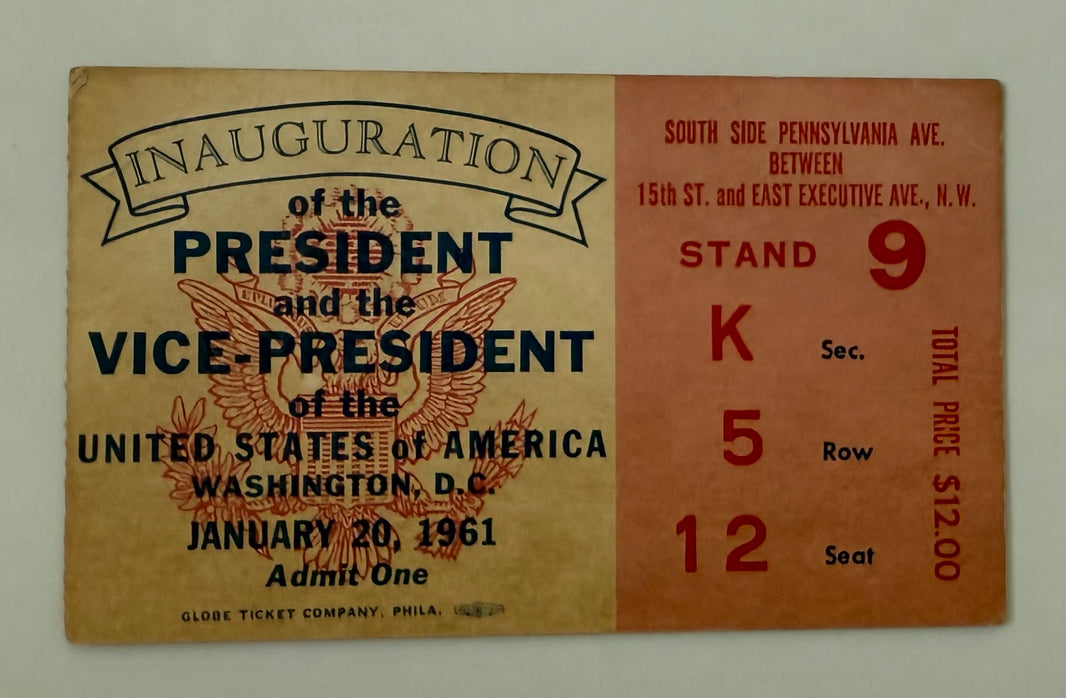 INAUGURATION
of the
PRESIDENT
and the
VICE-PRESIDENT
of the
UNITED STATES of AMERICA
WASHINGTON, D.C.
JANUARY 20, 1961
Admit One
GLOBE TICKET COMPANY, PHILA.
SOUTH SIDE PENNSYLVANIA AVE.
BETWEEN
15th ST. and EAST EXECUTIVE AVE., N.W.
STAND 9
K Sec.
5 Row
12 Seat
TOTAL PRICE $12.00